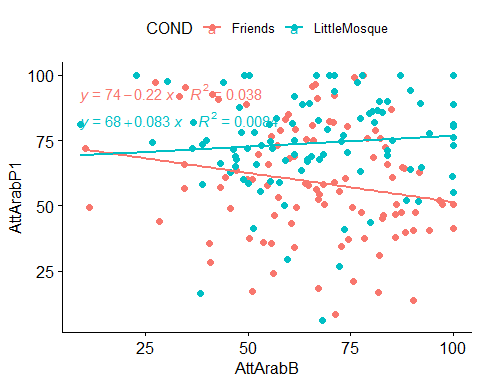 COND a Friends a LittleMosque
100
y = 74 − 0.22 x R² = 0.038
y = 68 + 0.083 x R² = 0.0084
75
50
25
AttArabP1
25 50 75 100
AttArabB